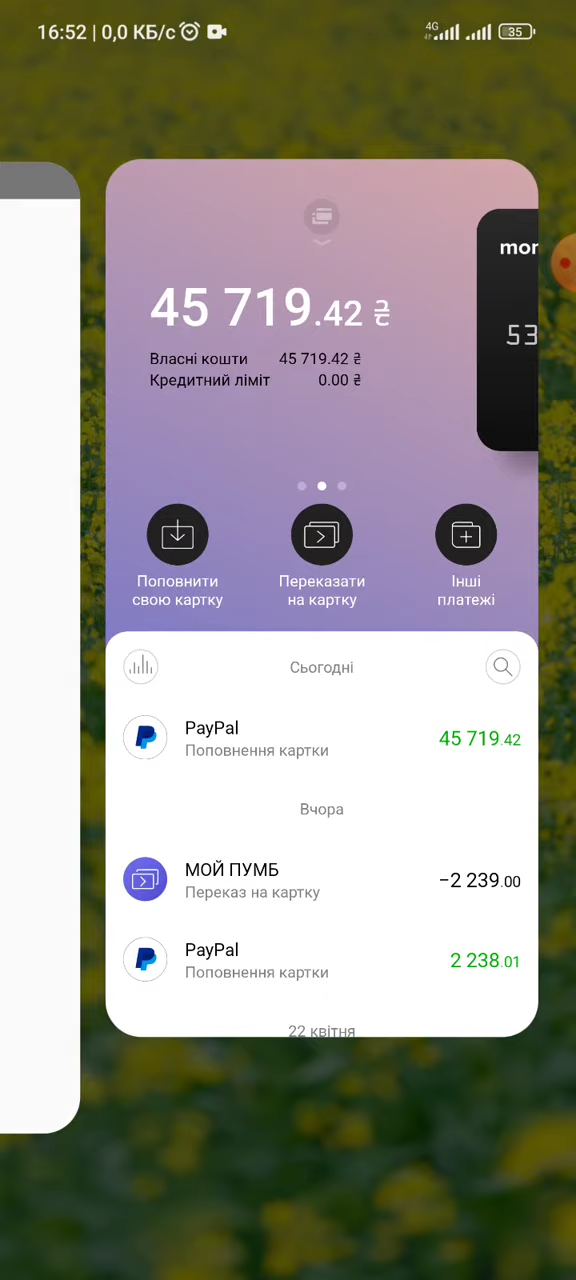 16:52 | 0,0 КБ/с
4G
35
mon
45 719.42 ₴
53
Власні кошти 45 719.42 ₴
Кредитний ліміт 0.00 ₴
Поповнити свою картку
Переказати на картку
Інші платежі
Сьогодні
PayPal 45 719.42
Поповнення картки
Вчора
МОЙ ПУМБ −2 239.00
Переказ на картку
PayPal 2 238.01
Поповнення картки
22 квітня